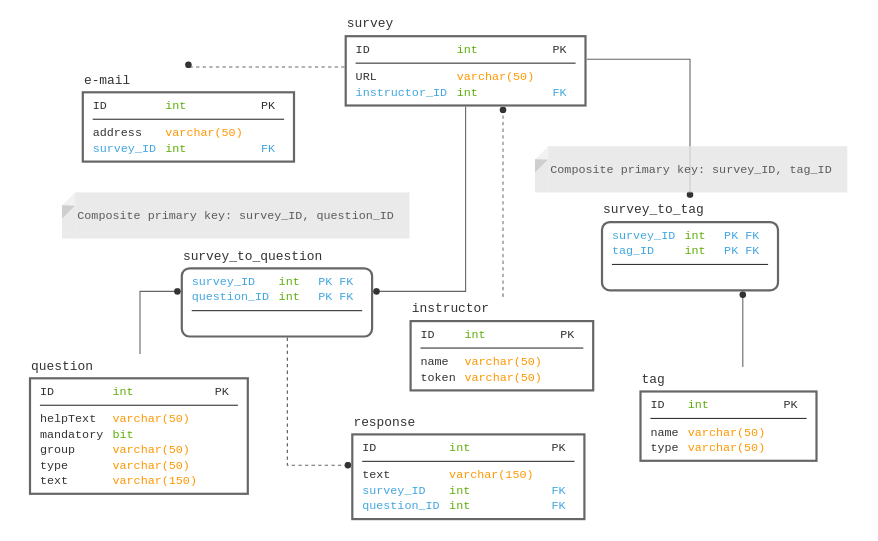 survey
ID int PK
URL varchar(50)
instructor_ID int FK
e-mail
ID int PK
address varchar(50)
survey_ID int FK
Composite primary key: survey_ID, tag_ID
Composite primary key: survey_ID, question_ID
survey_to_tag
survey_ID int PK FK
tag_ID int PK FK
survey_to_question
survey_ID int PK FK
question_ID int PK FK
instructor
ID int PK
name varchar(50)
token varchar(50)
question
ID int PK
helpText varchar(50)
mandatory bit
group varchar(50)
type varchar(50)
text varchar(150)
tag
ID int PK
name varchar(50)
type varchar(50)
response
ID int PK
text varchar(150)
survey_ID int FK
question_ID int FK